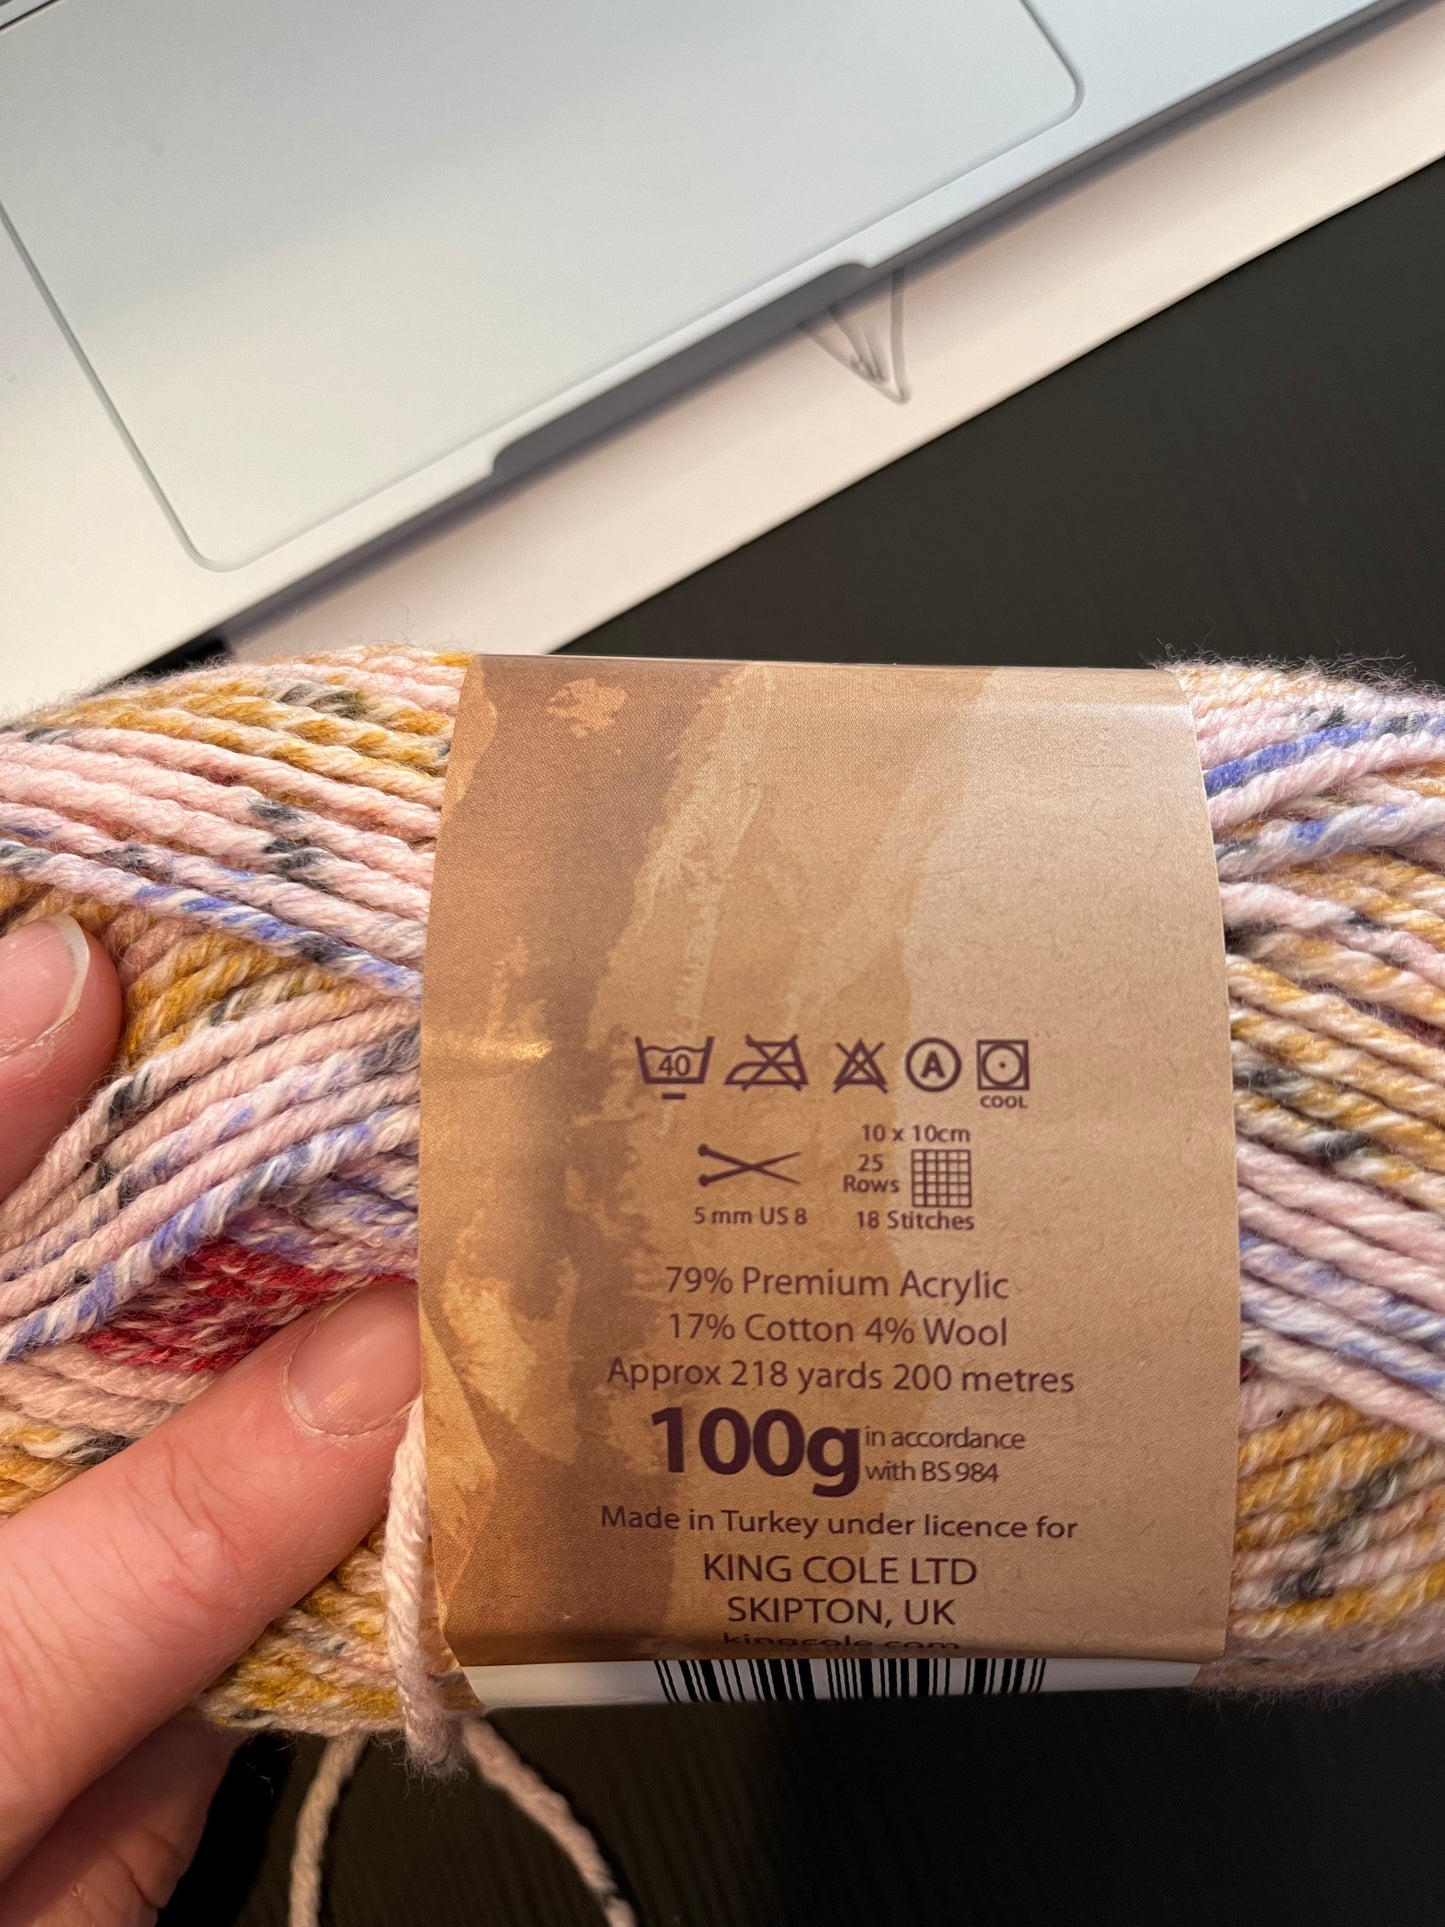 40
A
COOL
10 x 10cm
25
Rows
5 mm US 8
18 Stitches
79% Premium Acrylic
17% Cotton 4% Wool
Approx 218 yards 200 metres
100g in accordance
with BS 984
Made in Turkey under licence for
KING COLE LTD
SKIPTON, UK
kingcole.com